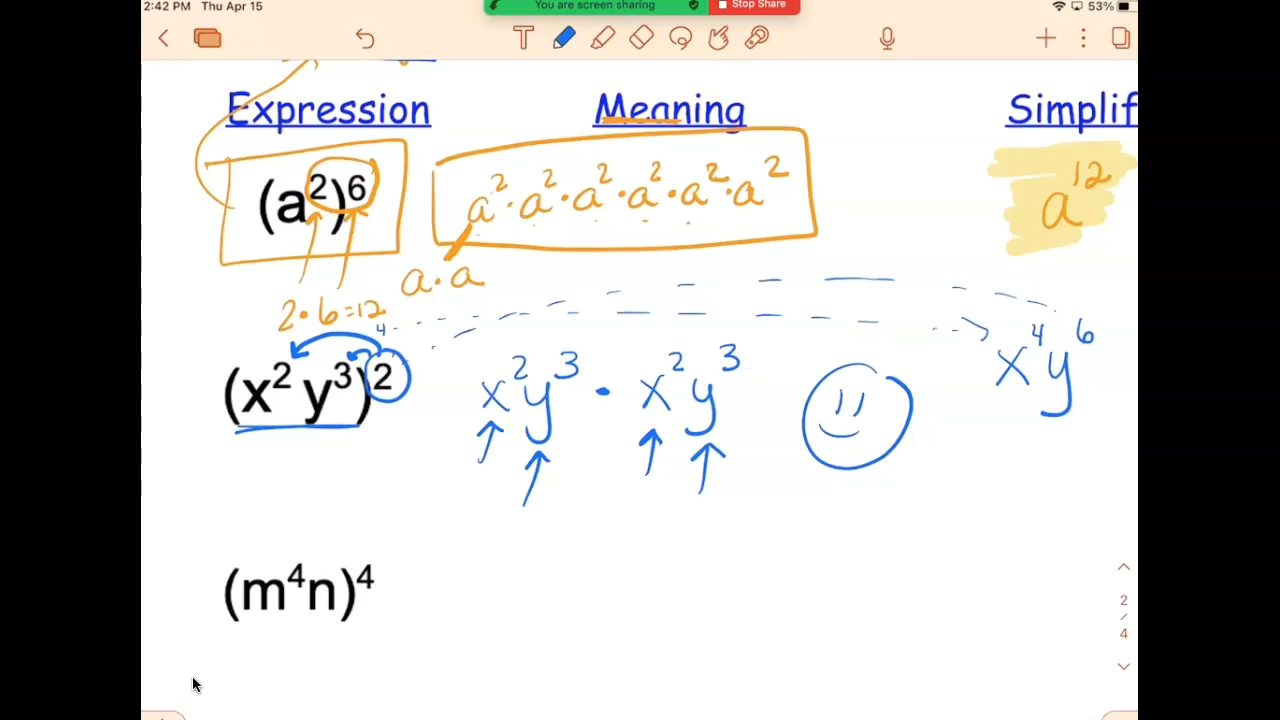 2:42 PM Thu Apr 15
You are screen sharing
Stop Share
53%
Expression Meaning Simplif
(a²)⁶ a²·a²·a²·a²·a²·a² a¹²
a·a
2·6=12
4
(x²y³)² x²y³ · x²y³ x⁴y⁶
(m⁴n)⁴
2
/
4